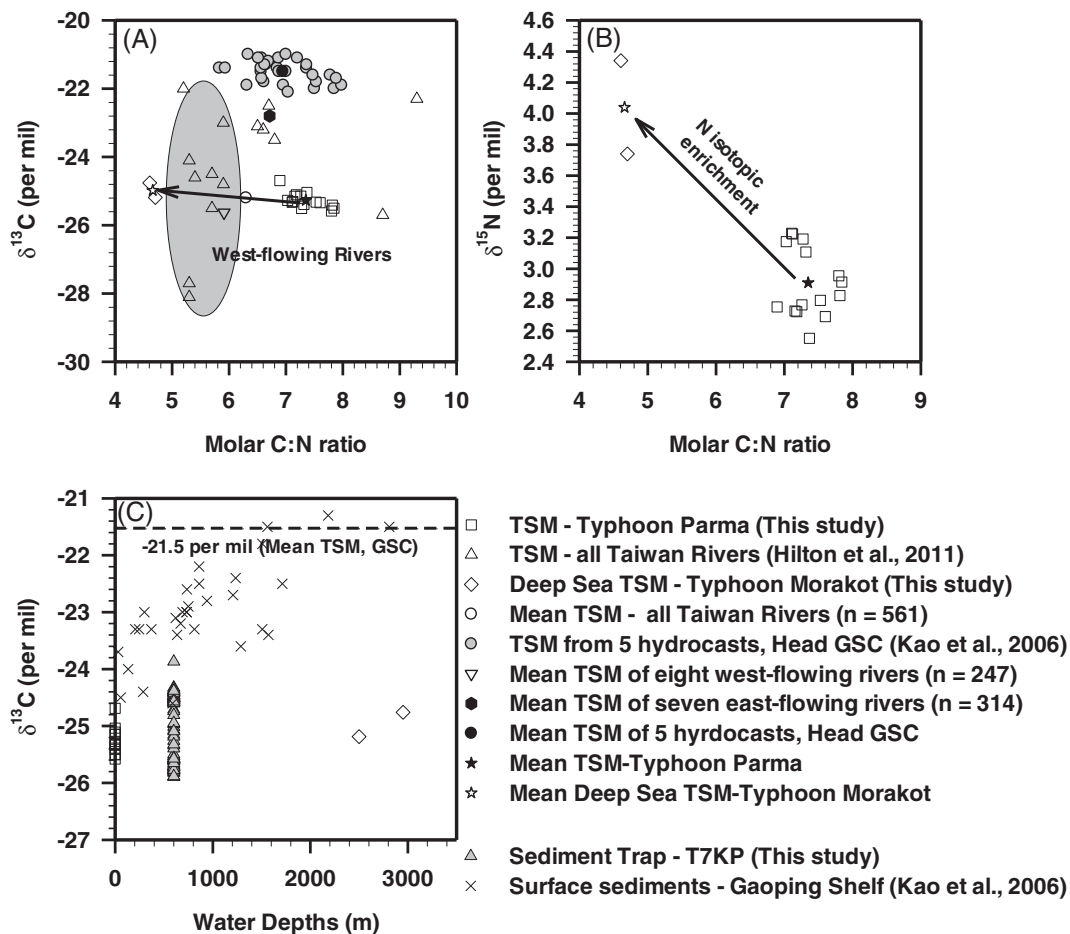 (A)
-20
-22
-24
-26
-28
-30
δ13C (per mil)
West-flowing Rivers
4 5 6 7 8 9 10
Molar C:N ratio
(B)
4.6
4.4
4.2
4.0
3.8
3.6
3.4
3.2
3.0
2.8
2.6
2.4
δ15N (per mil)
N isotopic
enrichment
4 5 6 7 8 9
Molar C:N ratio
(C)
-21
-22
-23
-24
-25
-26
-27
δ13C (per mil)
-21.5 per mil (Mean TSM, GSC)
0 1000 2000 3000
Water Depths (m)
TSM - Typhoon Parma (This study)
TSM - all Taiwan Rivers (Hilton et al., 2011)
Deep Sea TSM - Typhoon Morakot (This study)
Mean TSM - all Taiwan Rivers (n = 561)
TSM from 5 hydrocasts, Head GSC (Kao et al., 2006)
Mean TSM of eight west-flowing rivers (n = 247)
Mean TSM of seven east-flowing rivers (n = 314)
Mean TSM of 5 hyrdocasts, Head GSC
Mean TSM-Typhoon Parma
Mean Deep Sea TSM-Typhoon Morakot
Sediment Trap - T7KP (This study)
Surface sediments - Gaoping Shelf (Kao et al., 2006)